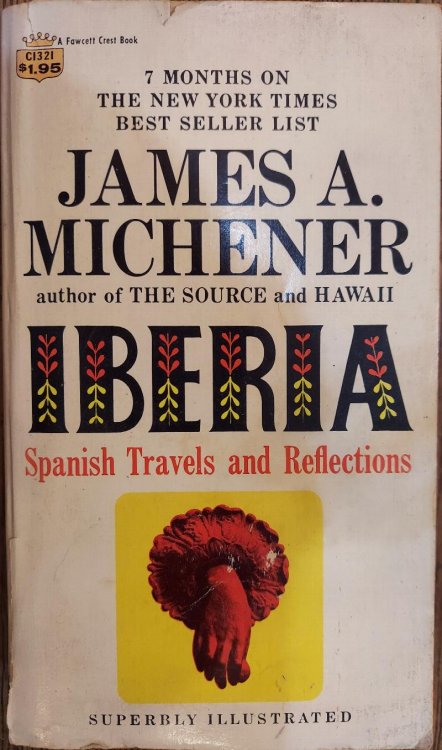 A Fawcett Crest Book
C1321
$1.95
7 MONTHS ON
THE NEW YORK TIMES
BEST SELLER LIST
JAMES A.
MICHENER
author of THE SOURCE and HAWAII
IBERIA
Spanish Travels and Reflections
SUPERBLY ILLUSTRATED